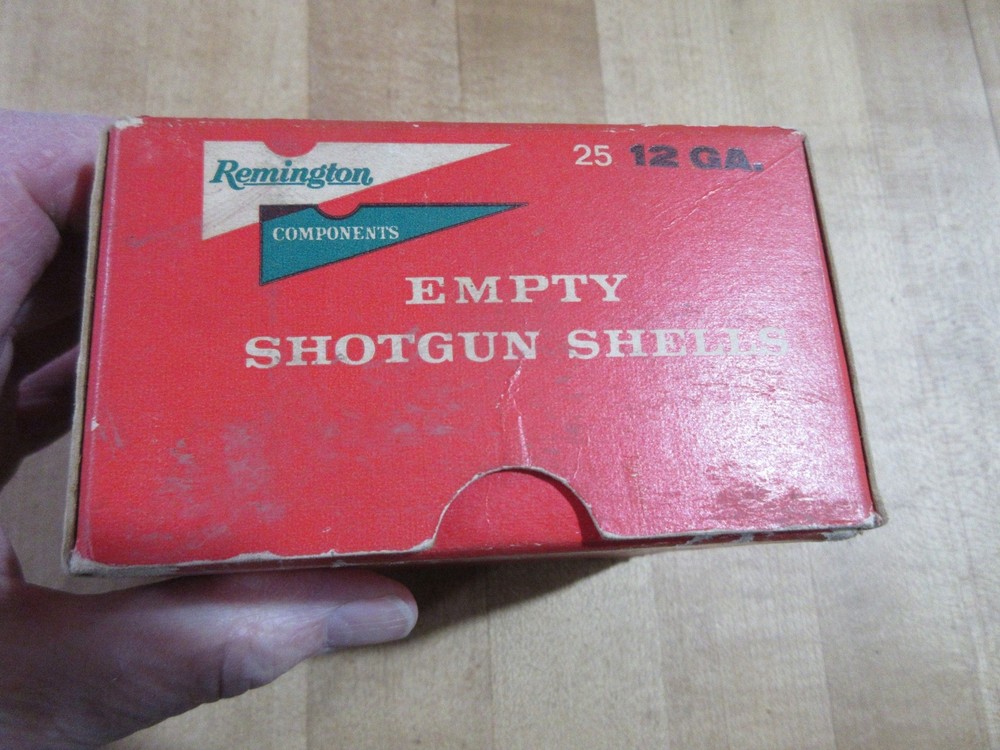 Remington
COMPONENTS
25 12 GA.
EMPTY
SHOTGUN SHELLS